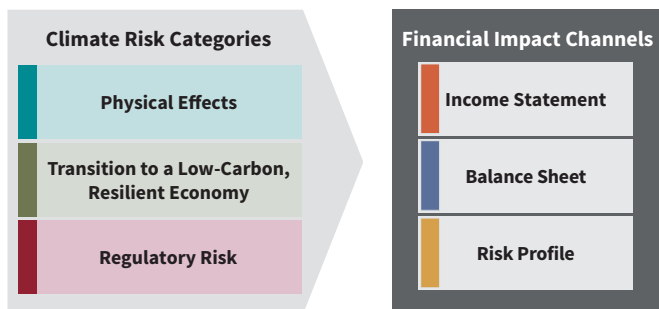 Climate Risk Categories
Physical Effects
Transition to a Low-Carbon,
Resilient Economy
Regulatory Risk
Financial Impact Channels
Income Statement
Balance Sheet
Risk Profile